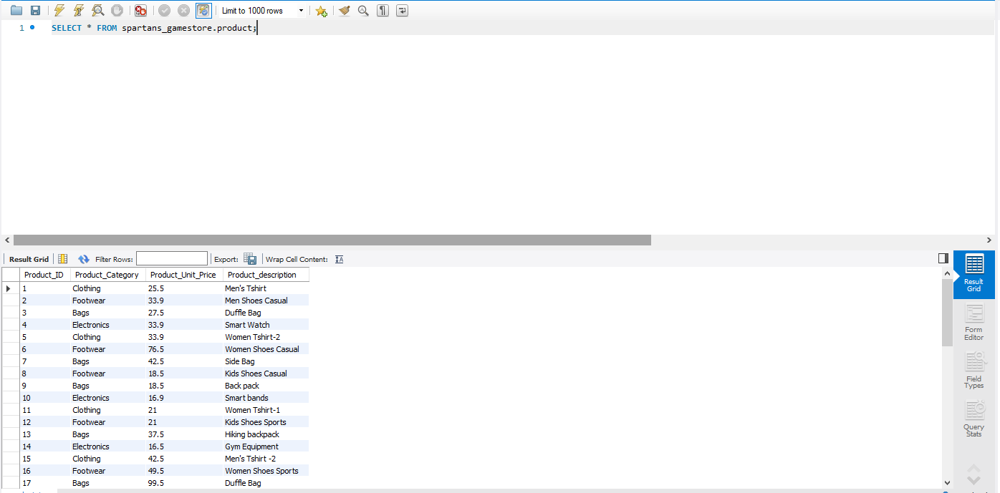 Limit to 1000 rows
1 SELECT * FROM spartans_gamestore.product;
Result Grid Filter Rows: Export: Wrap Cell Content:
Product_ID Product_Category Product_Unit_Price Product_description
1 Clothing 25.5 Men's Tshirt
2 Footwear 33.9 Men Shoes Casual
3 Bags 27.5 Duffle Bag
4 Electronics 33.9 Smart Watch
5 Clothing 33.9 Women Tshirt-2
6 Footwear 76.5 Women Shoes Casual
7 Bags 42.5 Side Bag
8 Footwear 18.5 Kids Shoes Casual
9 Bags 18.5 Back pack
10 Electronics 16.9 Smart bands
11 Clothing 21 Women Tshirt-1
12 Footwear 21 Kids Shoes Sports
13 Bags 37.5 Hiking backpack
14 Electronics 16.5 Gym Equipment
15 Clothing 42.5 Men's Tshirt -2
16 Footwear 49.5 Women Shoes Sports
17 Bags 99.5 Duffle Bag
Result
Grid
Form
Editor
Field
Types
Query
Stats